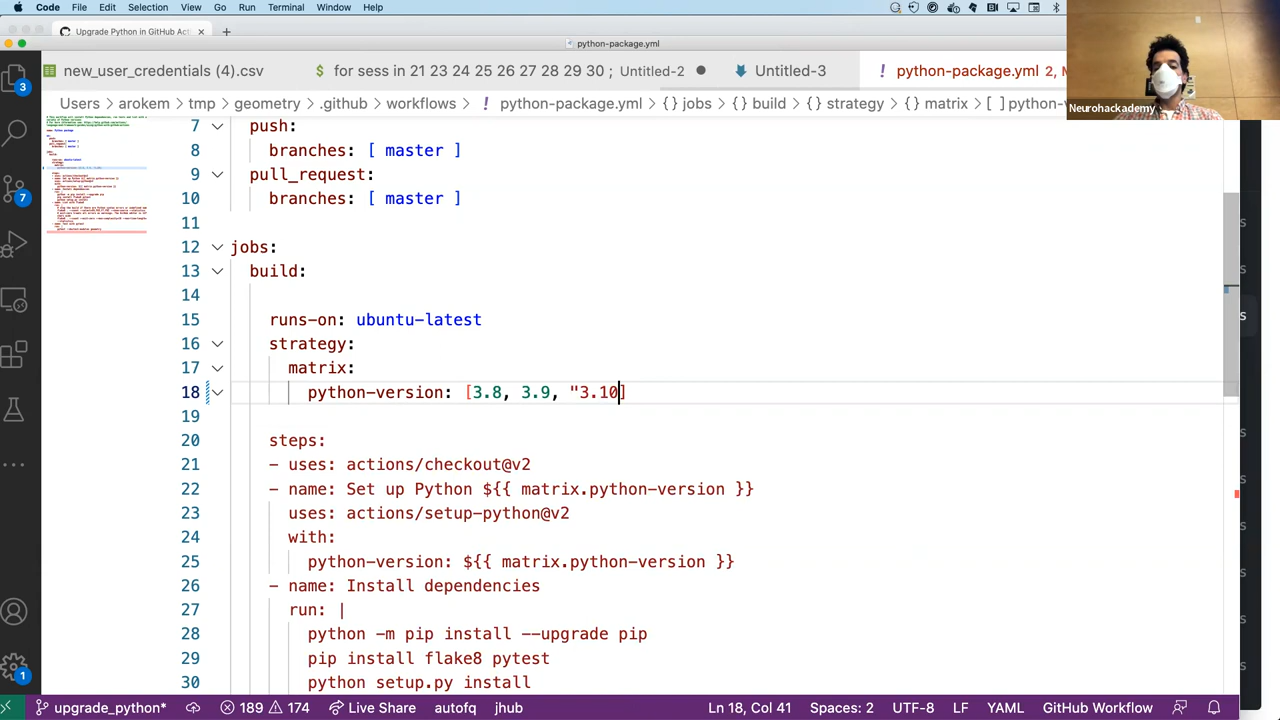 Code File Edit Selection View Go Run Terminal Window Help
Upgrade Python in GitHub Act
python-package.yml
new_user_credentials (4).csv $ for sess in 21 23 24 25 26 27 28 29 30 ; Untitled-2 Untitled-3 ! python-package.yml 2, M
Users arokem tmp geometry .github workflows ! python-package.yml {} jobs {} build {} strategy {} matrix [ ] python-
Neurohackademy
3
7
1
7 push:
8 branches: [ master ]
9 pull_request:
10 branches: [ master ]
11
12 jobs:
13 build:
14
15 runs-on: ubuntu-latest
16 strategy:
17 matrix:
18 python-version: [3.8, 3.9, "3.10]
19
20 steps:
21 - uses: actions/checkout@v2
22 - name: Set up Python ${{ matrix.python-version }}
23 uses: actions/setup-python@v2
24 with:
25 python-version: ${{ matrix.python-version }}
26 - name: Install dependencies
27 run: |
28 python -m pip install --upgrade pip
29 pip install flake8 pytest
30 python setup.py install
upgrade_python* 189 174 Live Share autofq jhub Ln 18, Col 41 Spaces: 2 UTF-8 LF YAML GitHub Workflow